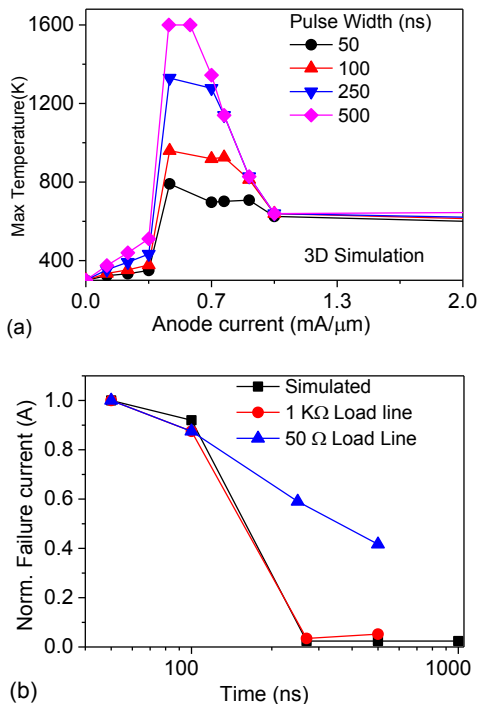 Pulse Width (ns)
50
100
250
500
1600
1200
800
400
Max Temperature(K)
3D Simulation
0.0
0.7
1.3
2.0
Anode current (mA/μm)
(a)
Simulated
1 KΩ Load line
50 Ω Load Line
1.0
0.8
0.6
0.4
0.2
0.0
Norm. Failure current (A)
100
1000
Time (ns)
(b)